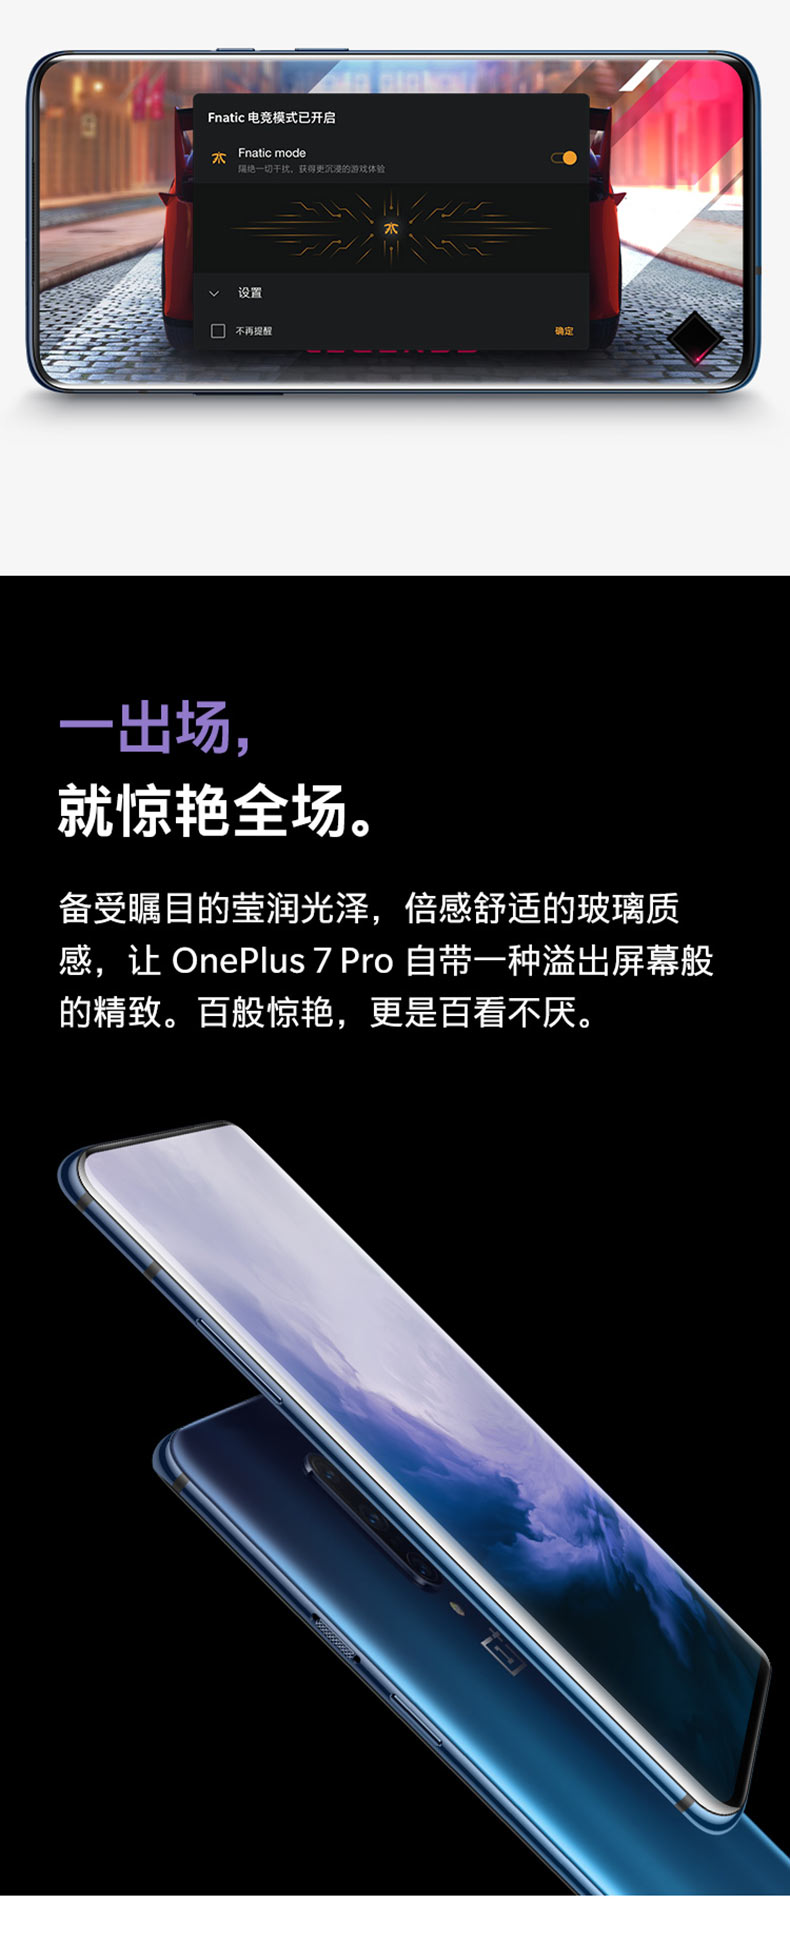 Fnatic 电竞模式已开启
Fnatic mode
隔绝一切干扰，获得更沉浸的游戏体验
设置
不再提醒
确定
一出场，
就惊艳全场。
备受瞩目的莹润光泽，倍感舒适的玻璃质
感，让 OnePlus 7 Pro 自带一种溢出屏幕般
的精致。百般惊艳，更是百看不厌。